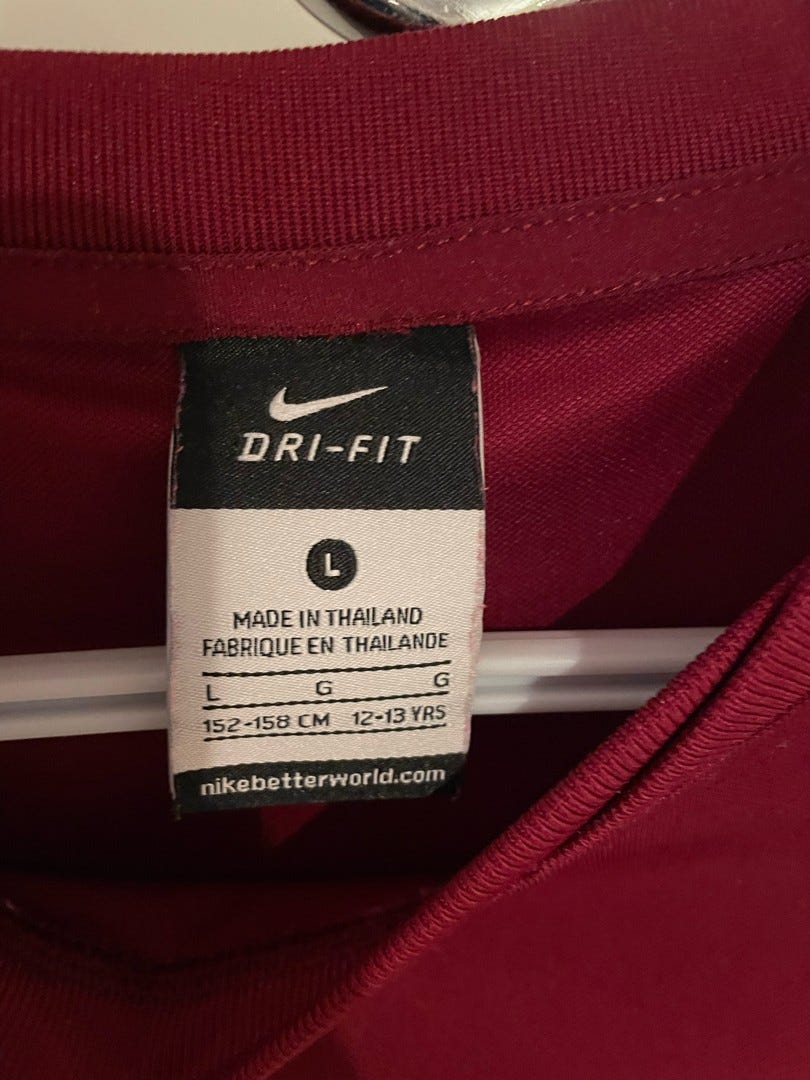 DRI-FIT
L
MADE IN THAILAND
FABRIQUE EN THAILANDE
L G G
152-158 CM 12-13 YRS
nikebetterworld.com